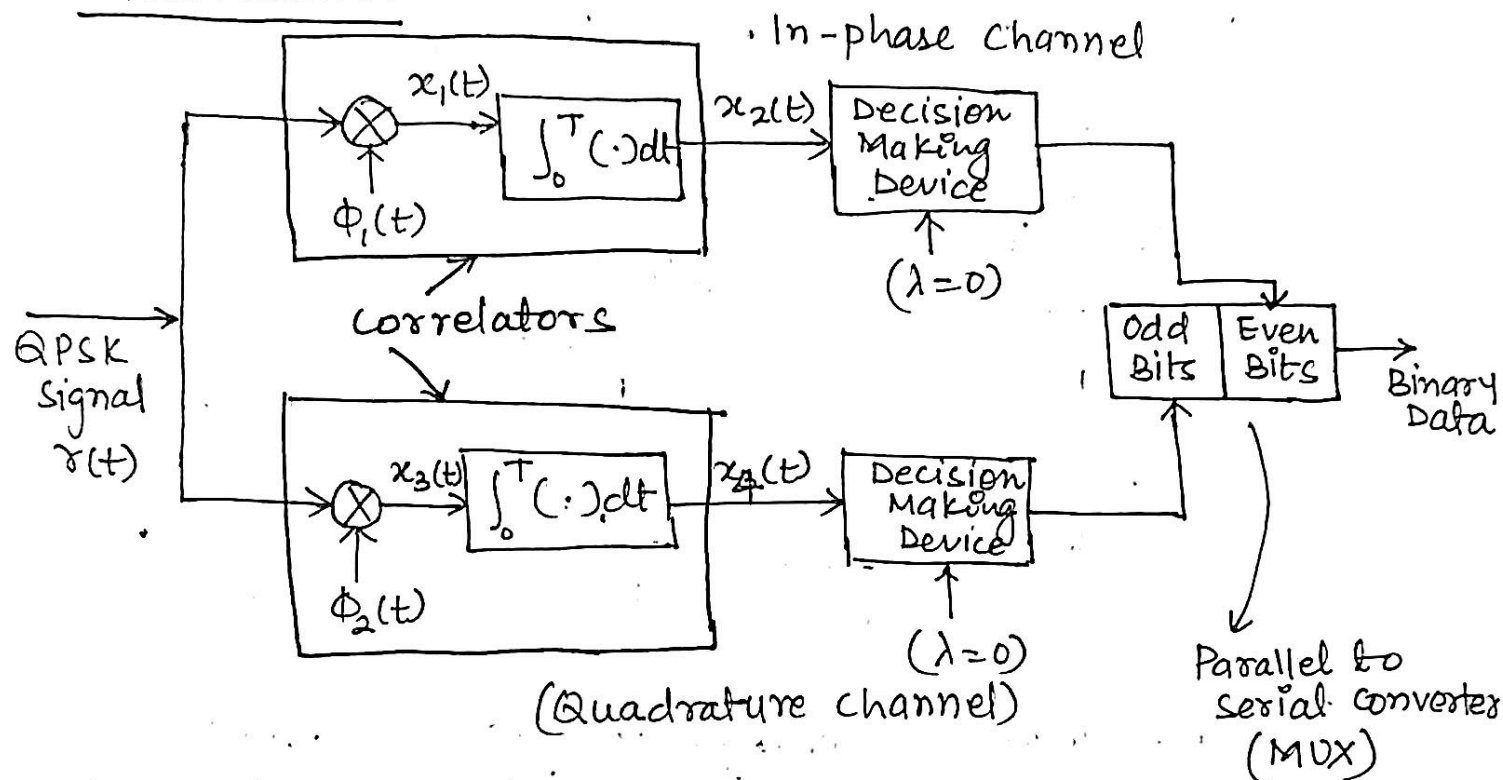 In-phase Channel
x₁(t)
∫₀ᵀ (·)dt
ϕ₁(t)
x₂(t)
Decision
Making
Device
(λ=0)
Correlators
QPSK
Signal
r(t)
Odd
Bits
Even
Bits
Binary
Data
x₃(t)
∫₀ᵀ (·).dt
ϕ₂(t)
x₄(t)
Decision
Making
Device
(λ=0)
(Quadrature channel)
Parallel to
serial converter
(MUX)